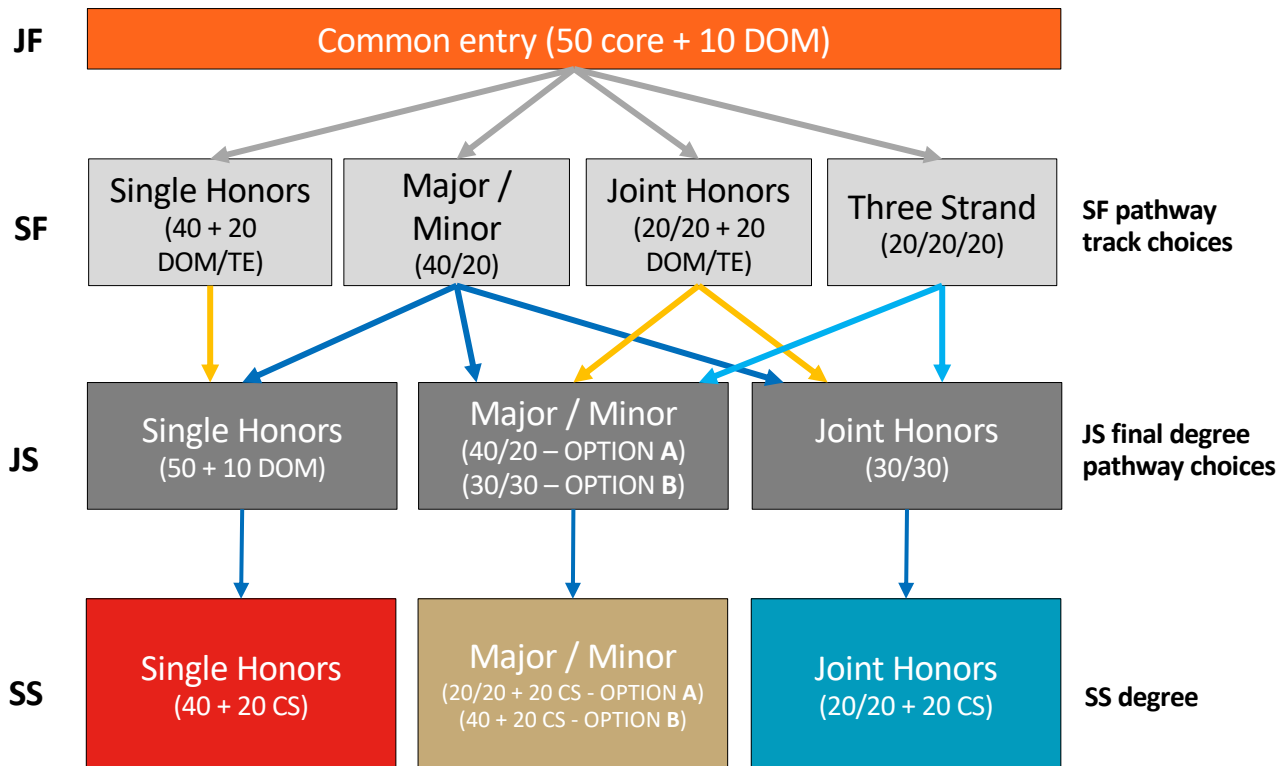 JF
Common entry (50 core + 10 DOM)
SF
Single Honors
(40 + 20
DOM/TE)
Major /
Minor
(40/20)
Joint Honors
(20/20 + 20
DOM/TE)
Three Strand
(20/20/20)
SF pathway
track choices
JS
Single Honors
(50 + 10 DOM)
Major / Minor
(40/20 – OPTION A)
(30/30 – OPTION B)
Joint Honors
(30/30)
JS final degree
pathway choices
SS
Single Honors
(40 + 20 CS)
Major / Minor
(20/20 + 20 CS - OPTION A)
(40 + 20 CS - OPTION B)
Joint Honors
(20/20 + 20 CS)
SS degree